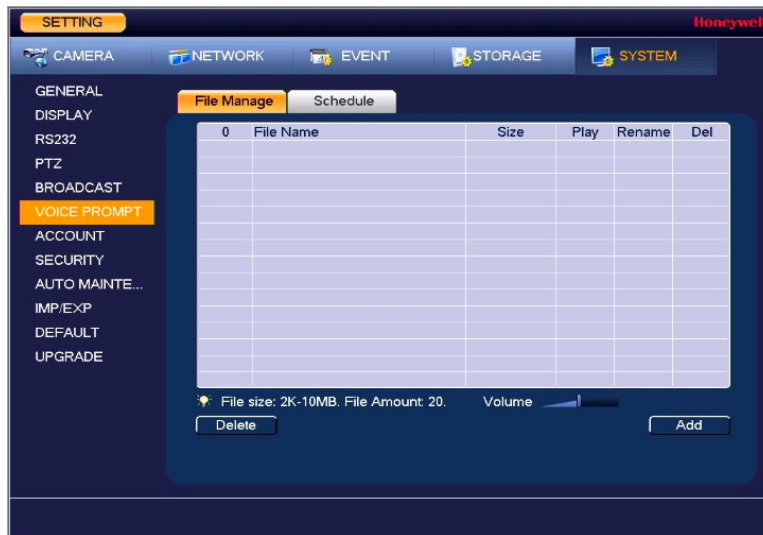 SETTING
Honeywell
CAMERA NETWORK EVENT STORAGE SYSTEM
GENERAL
DISPLAY
RS232
PTZ
BROADCAST
VOICE PROMPT
ACCOUNT
SECURITY
AUTO MAINTE...
IMP/EXP
DEFAULT
UPGRADE
File Manage Schedule
0 File Name Size Play Rename Del
File size: 2K-10MB. File Amount: 20. Volume
Delete Add